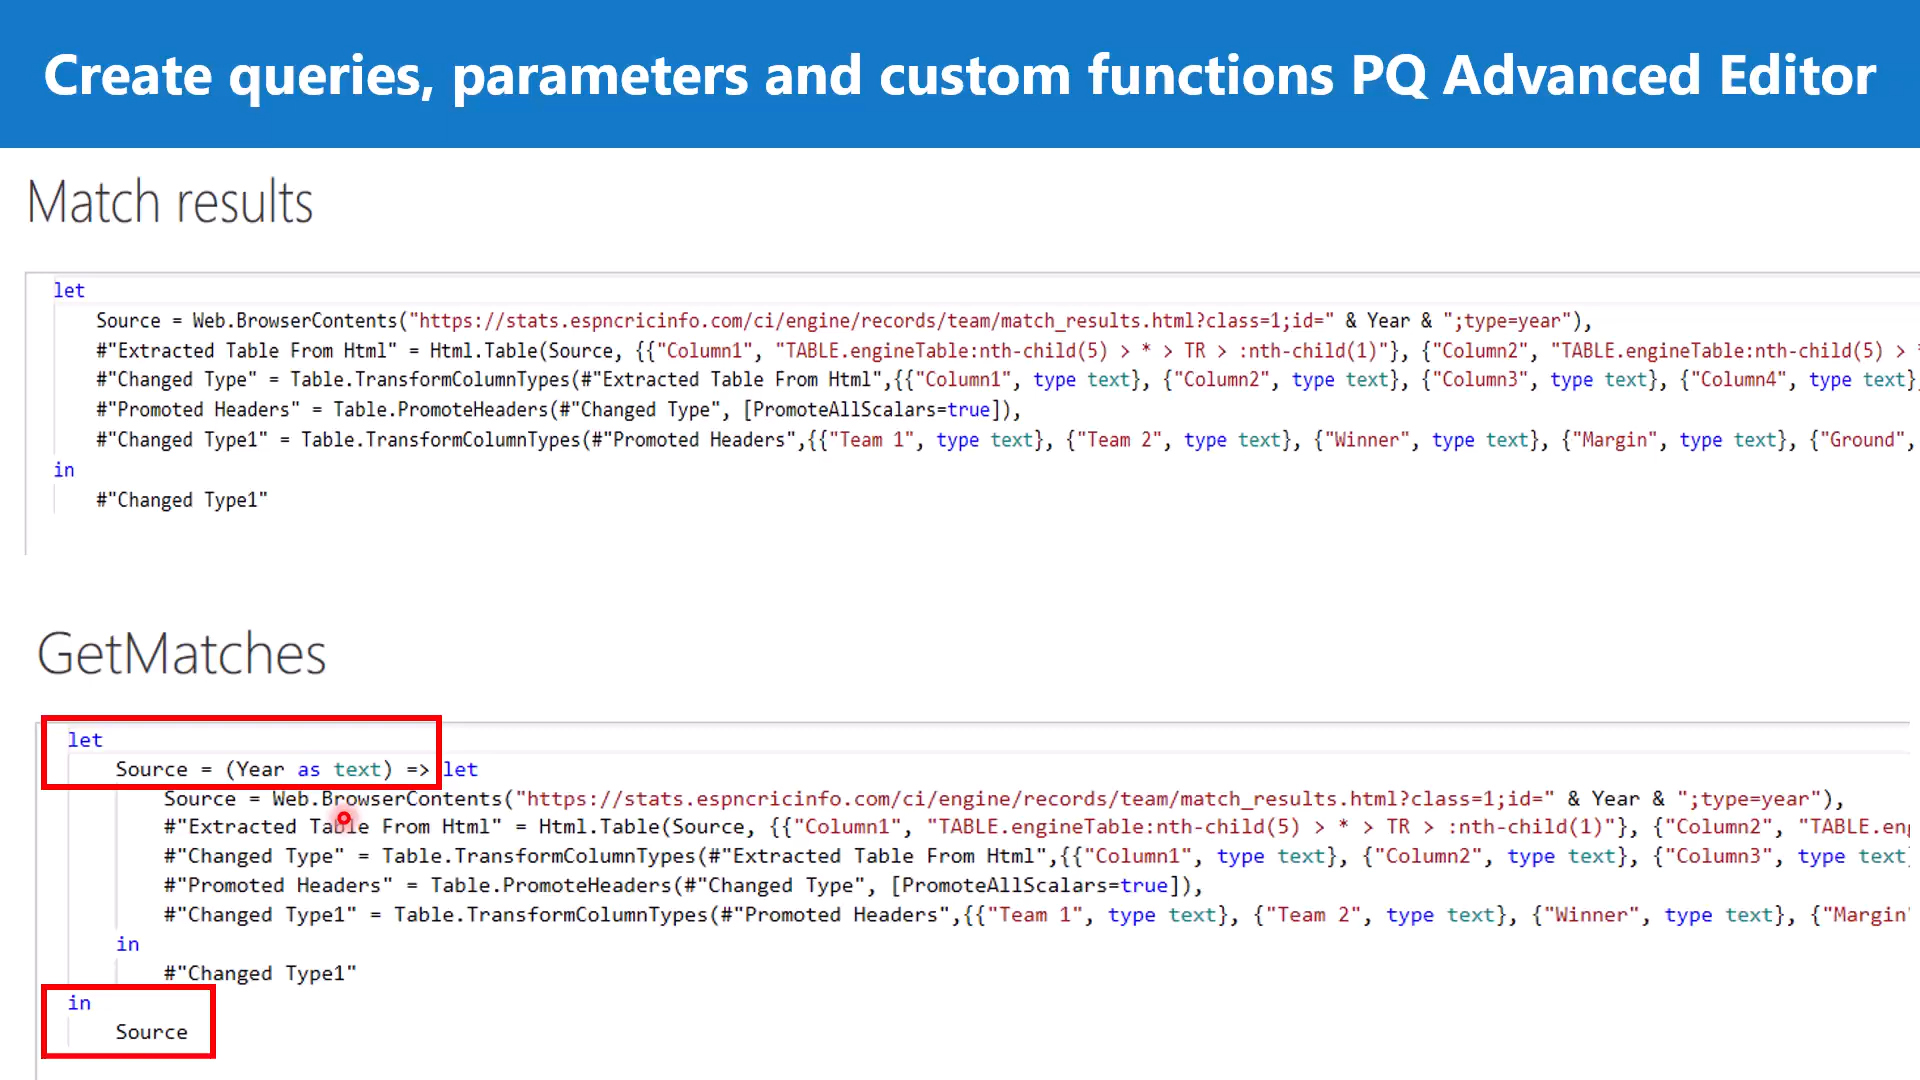 Create queries, parameters and custom functions PQ Advanced Editor
Match results
let
Source = Web.BrowserContents("https://stats.espncricinfo.com/ci/engine/records/team/match_results.html?class=1;id=" & Year & ";type=year"),
#"Extracted Table From Html" = Html.Table(Source, {{"Column1", "TABLE.engineTable:nth-child(5) > * > TR > :nth-child(1)"}, {"Column2", "TABLE.engineTable:nth-child(5) >
#"Changed Type" = Table.TransformColumnTypes(#"Extracted Table From Html",{{"Column1", type text}, {"Column2", type text}, {"Column3", type text}, {"Column4", type text},
#"Promoted Headers" = Table.PromoteHeaders(#"Changed Type", [PromoteAllScalars=true]),
#"Changed Type1" = Table.TransformColumnTypes(#"Promoted Headers",{{"Team 1", type text}, {"Team 2", type text}, {"Winner", type text}, {"Margin", type text}, {"Ground",
in
#"Changed Type1"
GetMatches
let
Source = (Year as text) => let
Source = Web.BrowserContents("https://stats.espncricinfo.com/ci/engine/records/team/match_results.html?class=1;id=" & Year & ";type=year"),
#"Extracted Table From Html" = Html.Table(Source, {{"Column1", "TABLE.engineTable:nth-child(5) > * > TR > :nth-child(1)"}, {"Column2", "TABLE.eng
#"Changed Type" = Table.TransformColumnTypes(#"Extracted Table From Html",{{"Column1", type text}, {"Column2", type text}, {"Column3", type text}
#"Promoted Headers" = Table.PromoteHeaders(#"Changed Type", [PromoteAllScalars=true]),
#"Changed Type1" = Table.TransformColumnTypes(#"Promoted Headers",{{"Team 1", type text}, {"Team 2", type text}, {"Winner", type text}, {"Margin"
in
#"Changed Type1"
in
Source